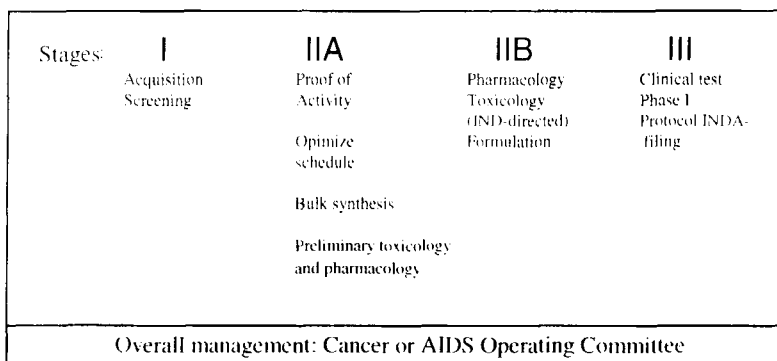 Stages: I IIA IIB III
Acquisition
Screening
Proof of
Activity
Opimize
schedule
Bulk synthesis
Preliminary toxicology
and pharmacology
Pharmacology
Toxicology
(IND-directed)
Formulation
Clinical test
Phase I
Protocol INDA-
filing
Overall management: Cancer or AIDS Operating Committee